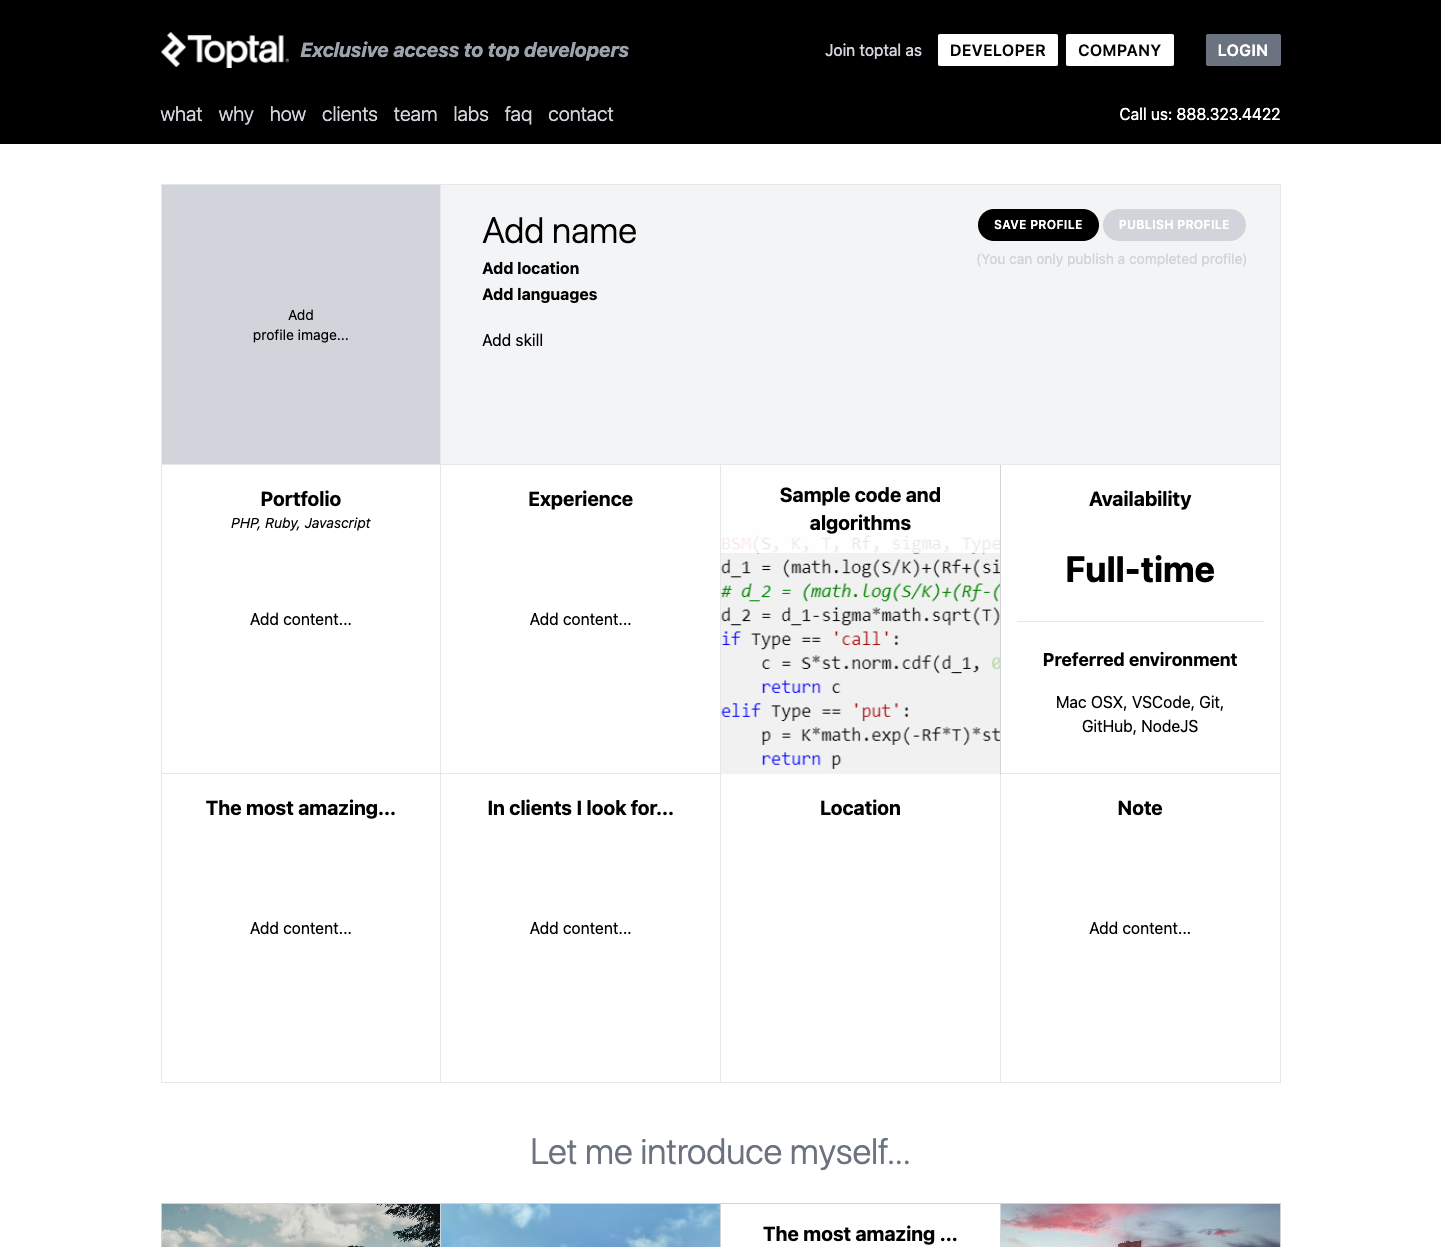 Toptal
Exclusive access to top developers
Join toptal as
DEVELOPER
COMPANY
LOGIN
what why how clients team labs faq contact
Call us: 888.323.4422
Add
profile image...
Add name
Add location
Add languages
Add skill
SAVE PROFILE
PUBLISH PROFILE
(You can only publish a completed profile)
Portfolio
PHP, Ruby, Javascript
Add content...
Experience
Add content...
Sample code and
algorithms
BSM(S, K, T, Rf, sigma, Type
d_1 = (math.log(S/K)+(Rf+(si
# d_2 = (math.log(S/K)+(Rf-(
d_2 = d_1-sigma*math.sqrt(T)
if Type == 'call':
c = S*st.norm.cdf(d_1, 0
return c
elif Type == 'put':
p = K*math.exp(-Rf*T)*st
return p
Availability
Full-time
Preferred environment
Mac OSX, VSCode, Git,
GitHub, NodeJS
The most amazing...
Add content...
In clients I look for...
Add content...
Location
Note
Add content...
Let me introduce myself...
The most amazing ...